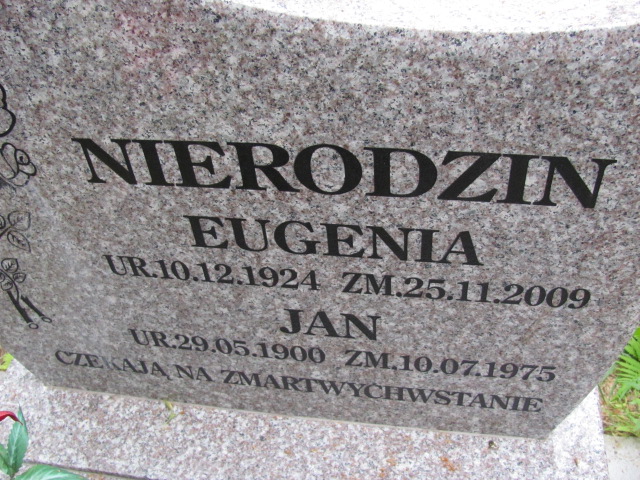 NIERODZIN
EUGENIA
UR.10.12.1924 ZM.25.11.2009
JAN
UR.29.05.1900 ZM.10.07.1975
CZEKAJĄ NA ZMARTWYCHWSTANIE